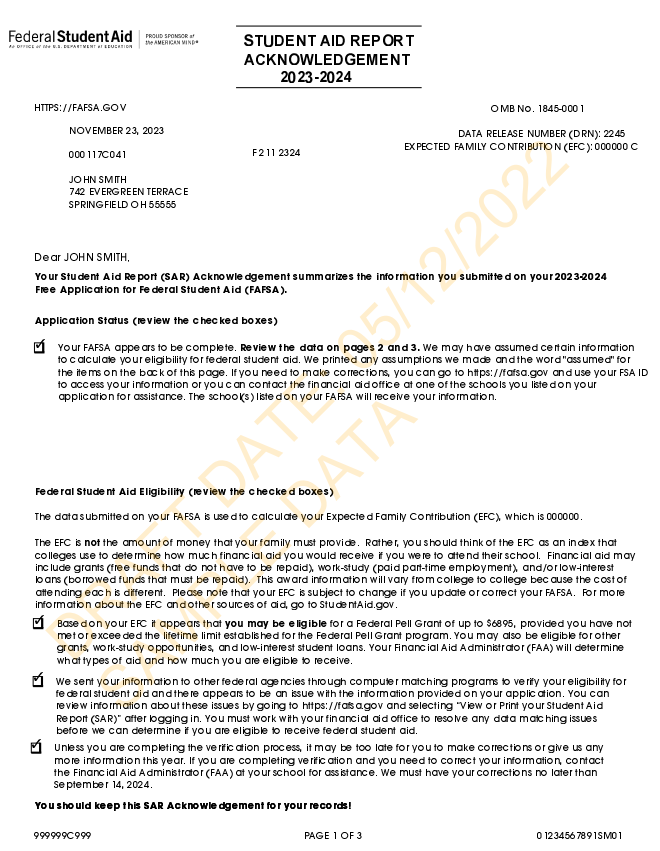 Federal Student Aid
An OFFICE of the U.S. DEPARTMENT of EDUCATION
PROUD SPONSOR of
the AMERICAN MIND®
STUDENT AID REPORT
ACKNOWLEDGEMENT
2023-2024
HTTPS://FAFSA.GOV
OMB No. 1845-0001
NOVEMBER 23, 2023
DATA RELEASE NUMBER (DRN): 2245
EXPECTED FAMILY CONTRIBUTION (EFC): 000000 C
000117C041
F2112324
JOHN SMITH
742 EVERGREEN TERRACE
SPRINGFIELD OH 55555
DRAFT DATE: 05/12/2022
SAMPLE DATA
Dear JOHN SMITH,
Your Student Aid Report (SAR) Acknowledgement summarizes the information you submitted on your 2023-2024
Free Application for Federal Student Aid (FAFSA).
Application Status (review the checked boxes)
Your FAFSA appears to be complete. Review the data on pages 2 and 3. We may have assumed certain information
to calculate your eligibility for federal student aid. We printed any assumptions we made and the word "assumed" for
the items on the back of this page. If you need to make corrections, you can go to https://fafsa.gov and use your FSA ID
to access your information or you can contact the financial aid office at one of the schools you listed on your
application for assistance. The school(s) listed on your FAFSA will receive your information.
Federal Student Aid Eligibility (review the checked boxes)
The data submitted on your FAFSA is used to calculate your Expected Family Contribution (EFC), which is 000000.
The EFC is not the amount of money that your family must provide. Rather, you should think of the EFC as an index that
colleges use to determine how much financial aid you would receive if you were to attend their school. Financial aid may
include grants (free funds that do not have to be repaid), work-study (paid part-time employment), and/or low-interest
loans (borrowed funds that must be repaid). This award information will vary from college to college because the cost of
attending each is different. Please note that your EFC is subject to change if you update or correct your FAFSA. For more
information about the EFC and other sources of aid, go to StudentAid.gov.
Based on your EFC it appears that you may be eligible for a Federal Pell Grant of up to $6895, provided you have not
met or exceeded the lifetime limit established for the Federal Pell Grant program. You may also be eligible for other
grants, work-study opportunities, and low-interest student loans. Your Financial Aid Administrator (FAA) will determine
what types of aid and how much you are eligible to receive.
We sent your information to other federal agencies through computer matching programs to verify your eligibility for
federal student aid and there appears to be an issue with the information provided on your application. You can
review information about these issues by going to https://fafsa.gov and selecting "View or Print your Student Aid
Report (SAR)" after logging in. You must work with your financial aid office to resolve any data matching issues
before we can determine if you are eligible to receive federal student aid.
Unless you are completing the verification process, it may be too late for you to make corrections or give us any
more information this year. If you are completing verification and you need to correct your information, contact
the Financial Aid Administrator (FAA) at your school for assistance. We must have your corrections no later than
September 14, 2024.
You should keep this SAR Acknowledgement for your records!
999999C999
PAGE 1 OF 3
01234567891SM01